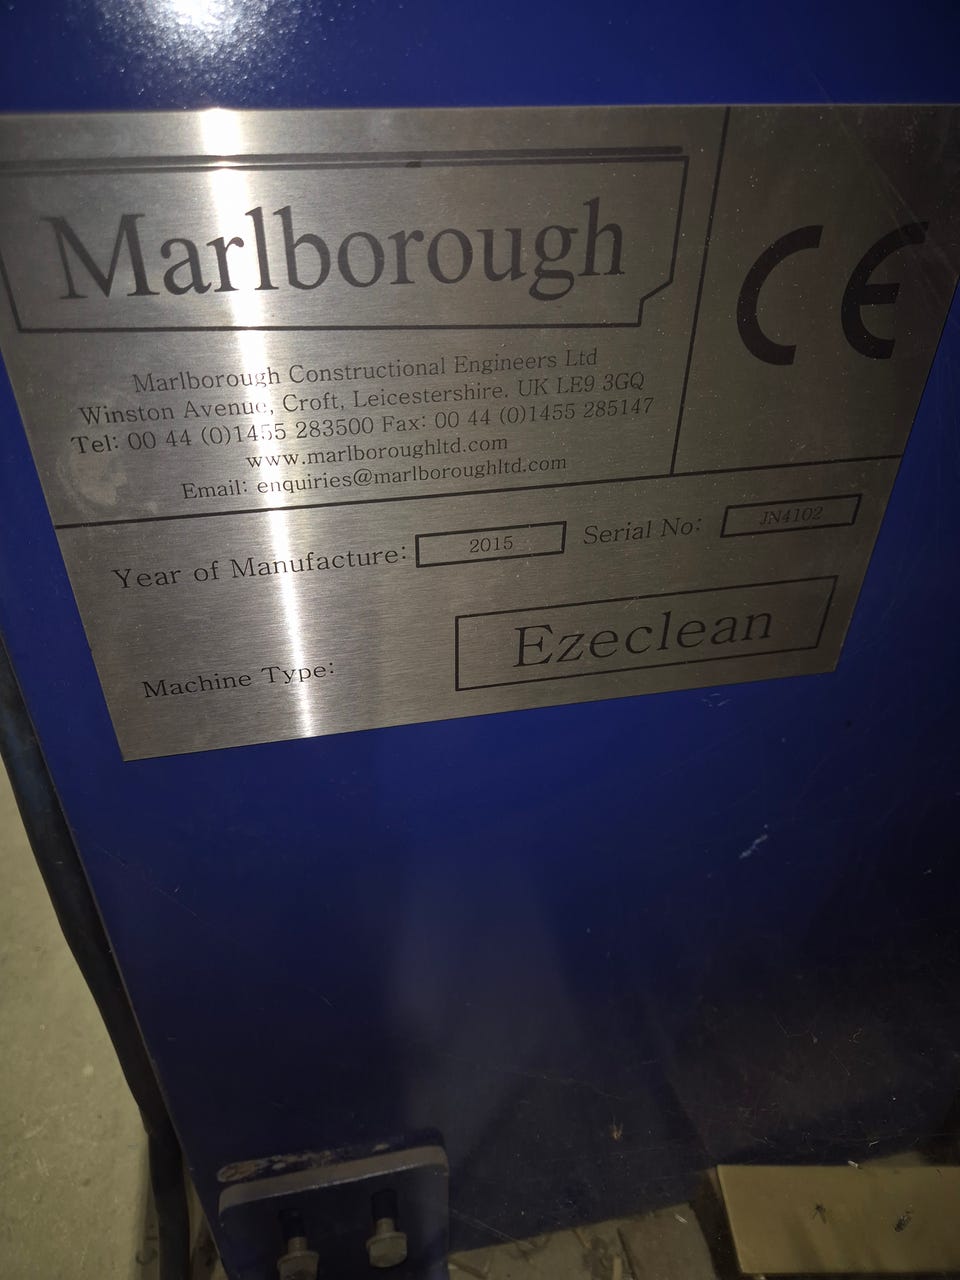 Marlborough
CE
Marlborough Constructional Engineers Ltd
Winston Avenue, Croft, Leicestershire. UK LE9 3GQ
Tel: 00 44 (0)1455 283500 Fax: 00 44 (0)1455 285147
www.marlboroughltd.com
Email: enquiries@marlboroughltd.com
Year of Manufacture: 2015 Serial No: JN4102
Machine Type: Ezeclean